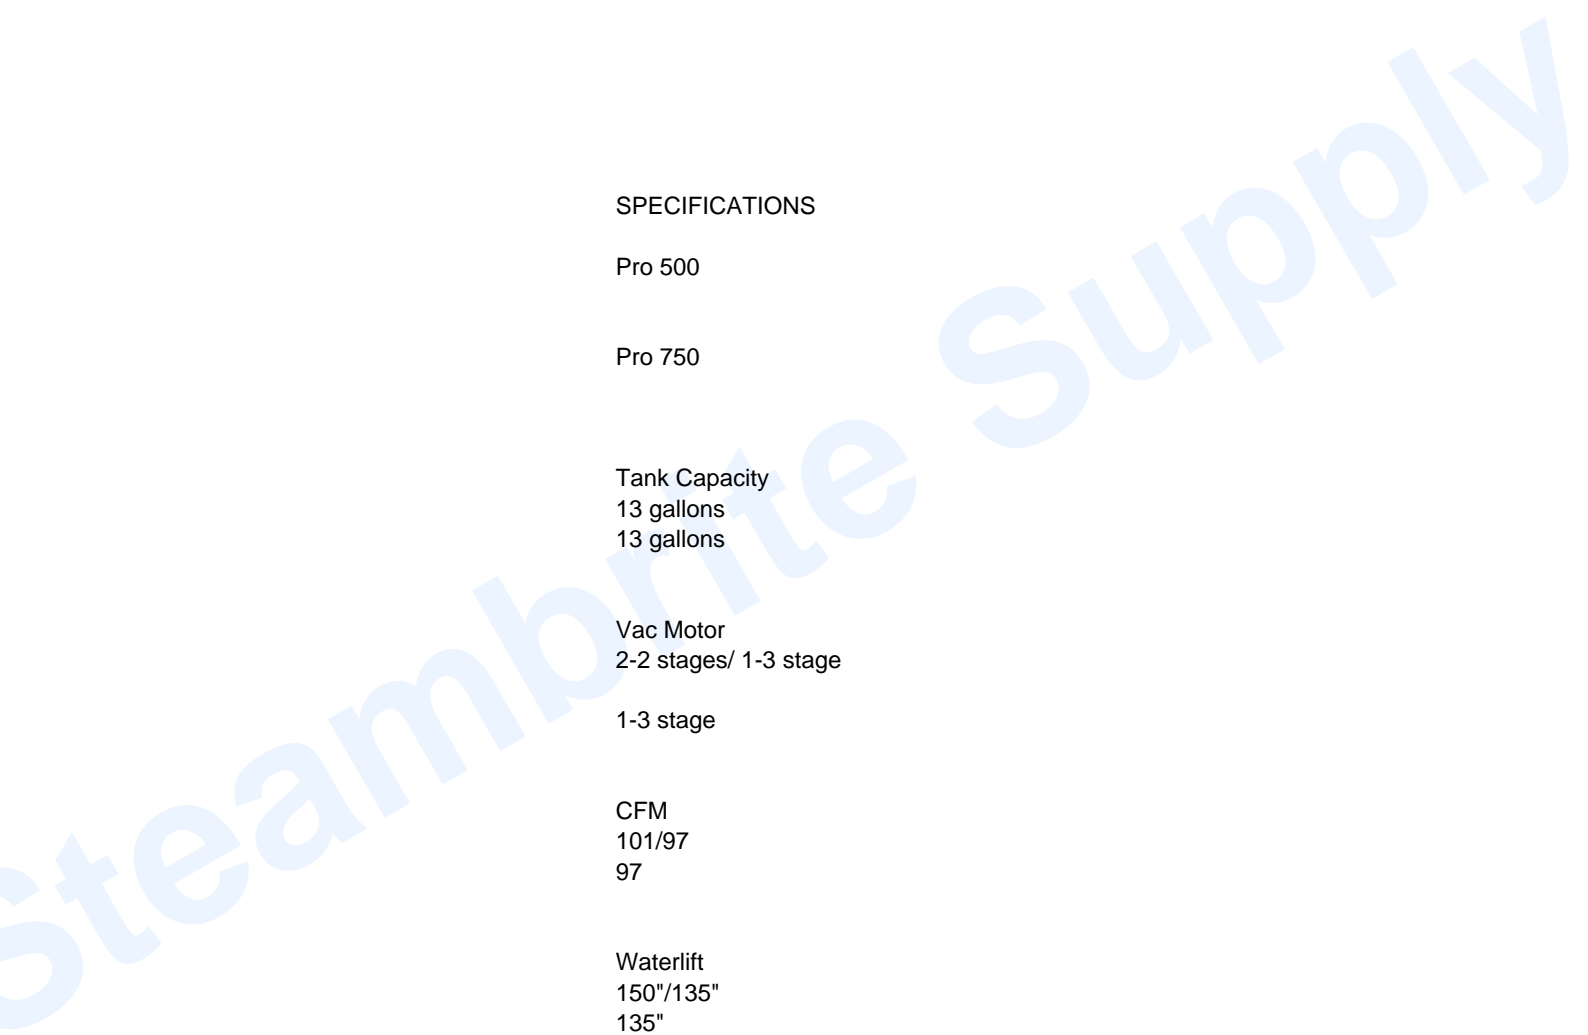 SPECIFICATIONS
Pro 500
Pro 750
Tank Capacity
13 gallons
13 gallons
Vac Motor
2-2 stages/ 1-3 stage
1-3 stage
CFM
101/97
97
Waterlift
150"/135"
135"
Steambrite Supply